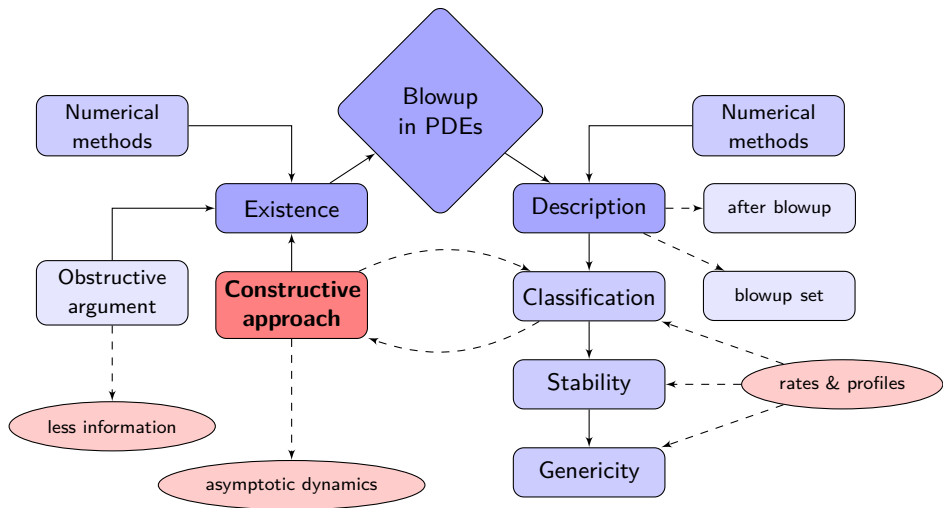 Blowup
in PDEs
Numerical
methods
Numerical
methods
Existence
Description
after blowup
Obstructive
argument
Constructive
approach
Classification
blowup set
Stability
rates & profiles
less information
Genericity
asymptotic dynamics